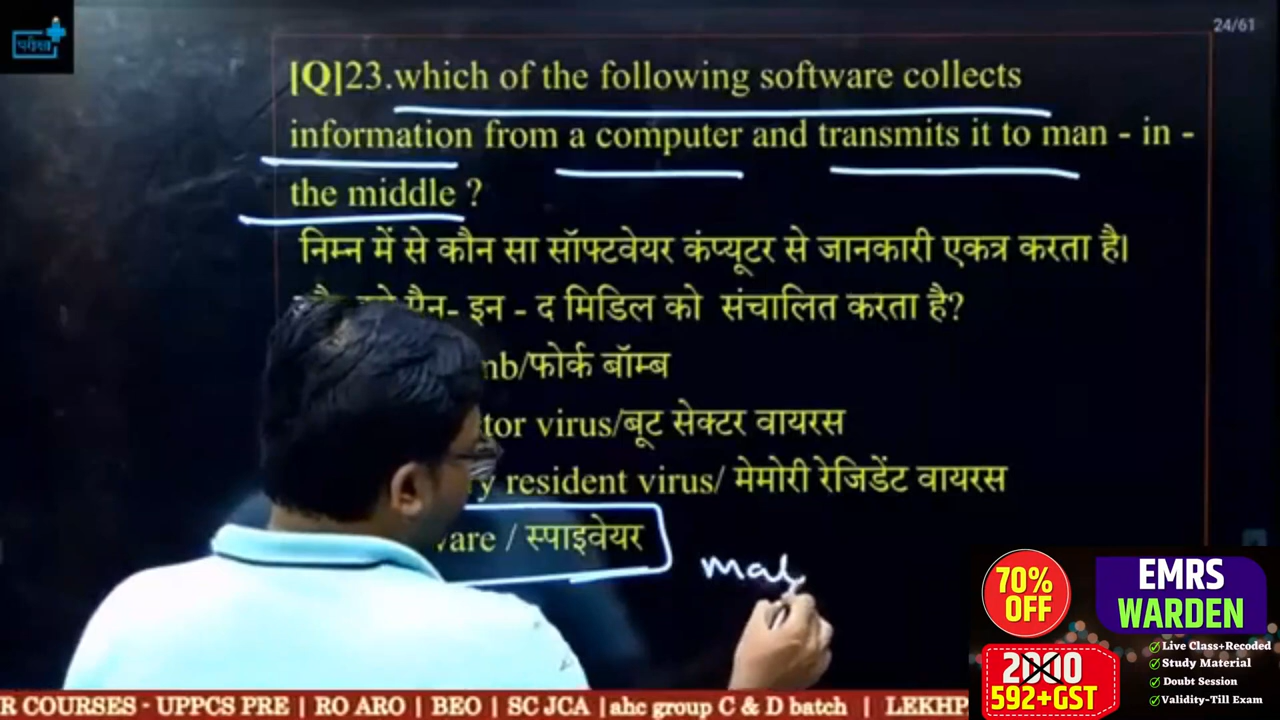 परीक्षा
24/61
[Q]23.which of the following software collects
information from a computer and transmits it to man - in -
the middle ?
निम्न में से कौन सा सॉफ्टवेयर कंप्यूटर से जानकारी एकत्र करता है।
मैन- इन - द मिडिल को संचालित करता है?
mb/फोर्क बॉम्ब
tor virus/बूट सेक्टर वायरस
y resident virus/ मेमोरी रेजिडेंट वायरस
ware / स्पाइवेयर
mal
70%
OFF
EMRS
WARDEN
2000
592+GST
Live Class+Recoded
Study Material
Doubt Session
Validity-Till Exam
R COURSES - UPPCS PRE | RO ARO | BEO | SC JCA |ahc group C & D batch | LEKHP